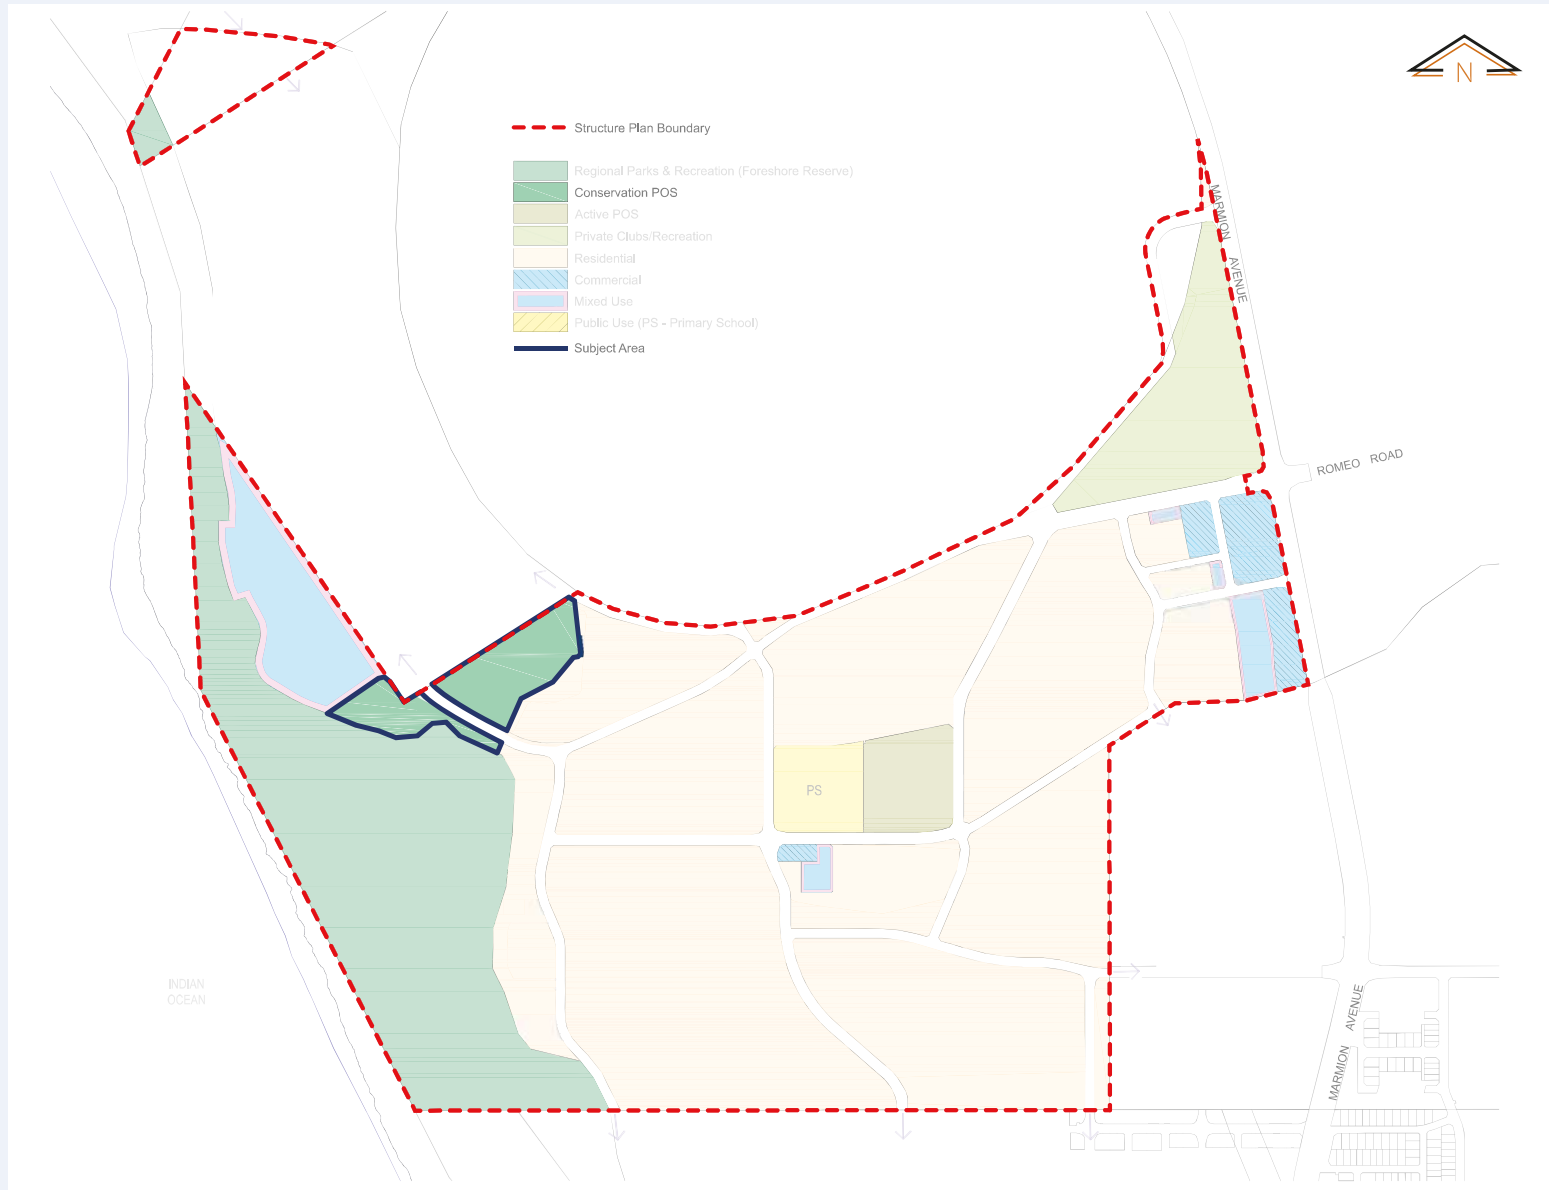 N
Structure Plan Boundary
Regional Parks & Recreation (Foreshore Reserve)
Conservation POS
Active POS
Private Clubs/Recreation
Residential
Commercial
Mixed Use
Public Use (PS - Primary School)
Subject Area
MARMION AVENUE
ROMEO ROAD
PS
INDIAN
OCEAN
MARMION AVENUE